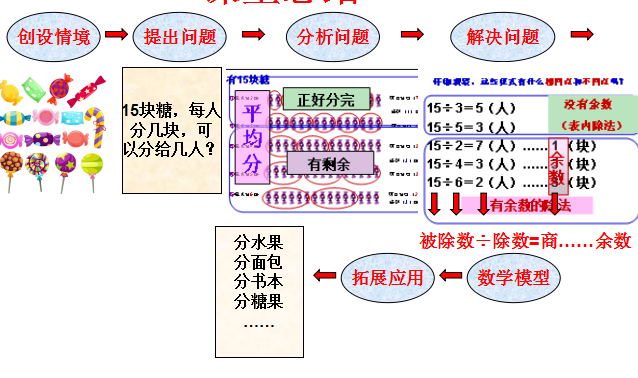 创设情境
提出问题
分析问题
解决问题
15块糖，每人
分几块，可
以分给几人？
有15块糖
正好分完
平均分
有剩余
15÷3＝5（人）
15÷5＝3（人）
没有余数
（表内除法）
15÷2＝7（人）……1（块）
15÷4＝3（人）……（块）
15÷6＝2（人）……（块）
余数
有余数的除法
被除数÷除数=商……余数
分水果
分面包
分书本
分糖果
……
拓展应用
数学模型